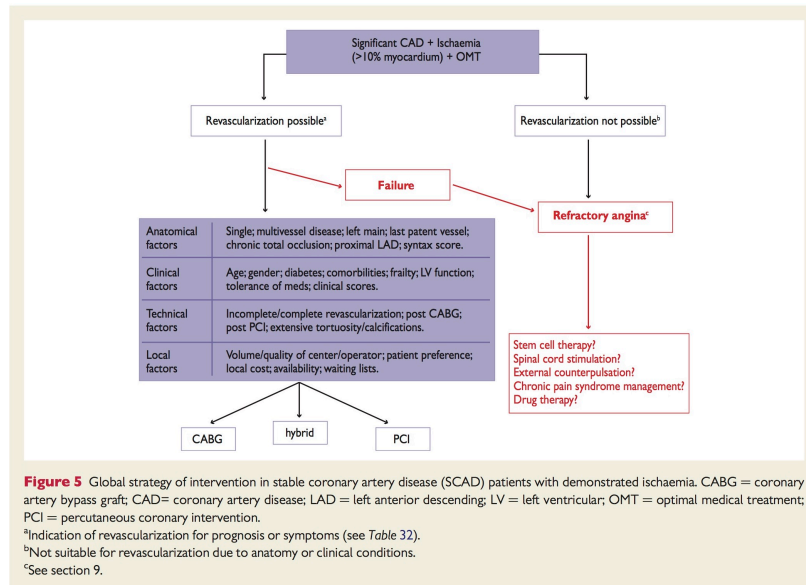 Significant CAD + Ischaemia
(>10% myocardium) + OMT
Revascularization possibleᵃ
Revascularization not possibleᵇ
Failure
Refractory anginaᶜ
Anatomical factors
Single; multivessel disease; left main; last patent vessel;
chronic total occlusion; proximal LAD; syntax score.
Clinical factors
Age; gender; diabetes; comorbilities; frailty; LV function;
tolerance of meds; clinical scores.
Technical factors
Incomplete/complete revascularization; post CABG;
post PCI; extensive tortuosity/calcifications.
Local factors
Volume/quality of center/operator; patient preference;
local cost; availability; waiting lists.
Stem cell therapy?
Spinal cord stimulation?
External counterpulsation?
Chronic pain syndrome management?
Drug therapy?
CABG
hybrid
PCI
Figure 5 Global strategy of intervention in stable coronary artery disease (SCAD) patients with demonstrated ischaemia. CABG = coronary
artery bypass graft; CAD= coronary artery disease; LAD = left anterior descending; LV = left ventricular; OMT = optimal medical treatment;
PCI = percutaneous coronary intervention.
ᵃIndication of revascularization for prognosis or symptoms (see Table 32).
ᵇNot suitable for revascularization due to anatomy or clinical conditions.
ᶜSee section 9.